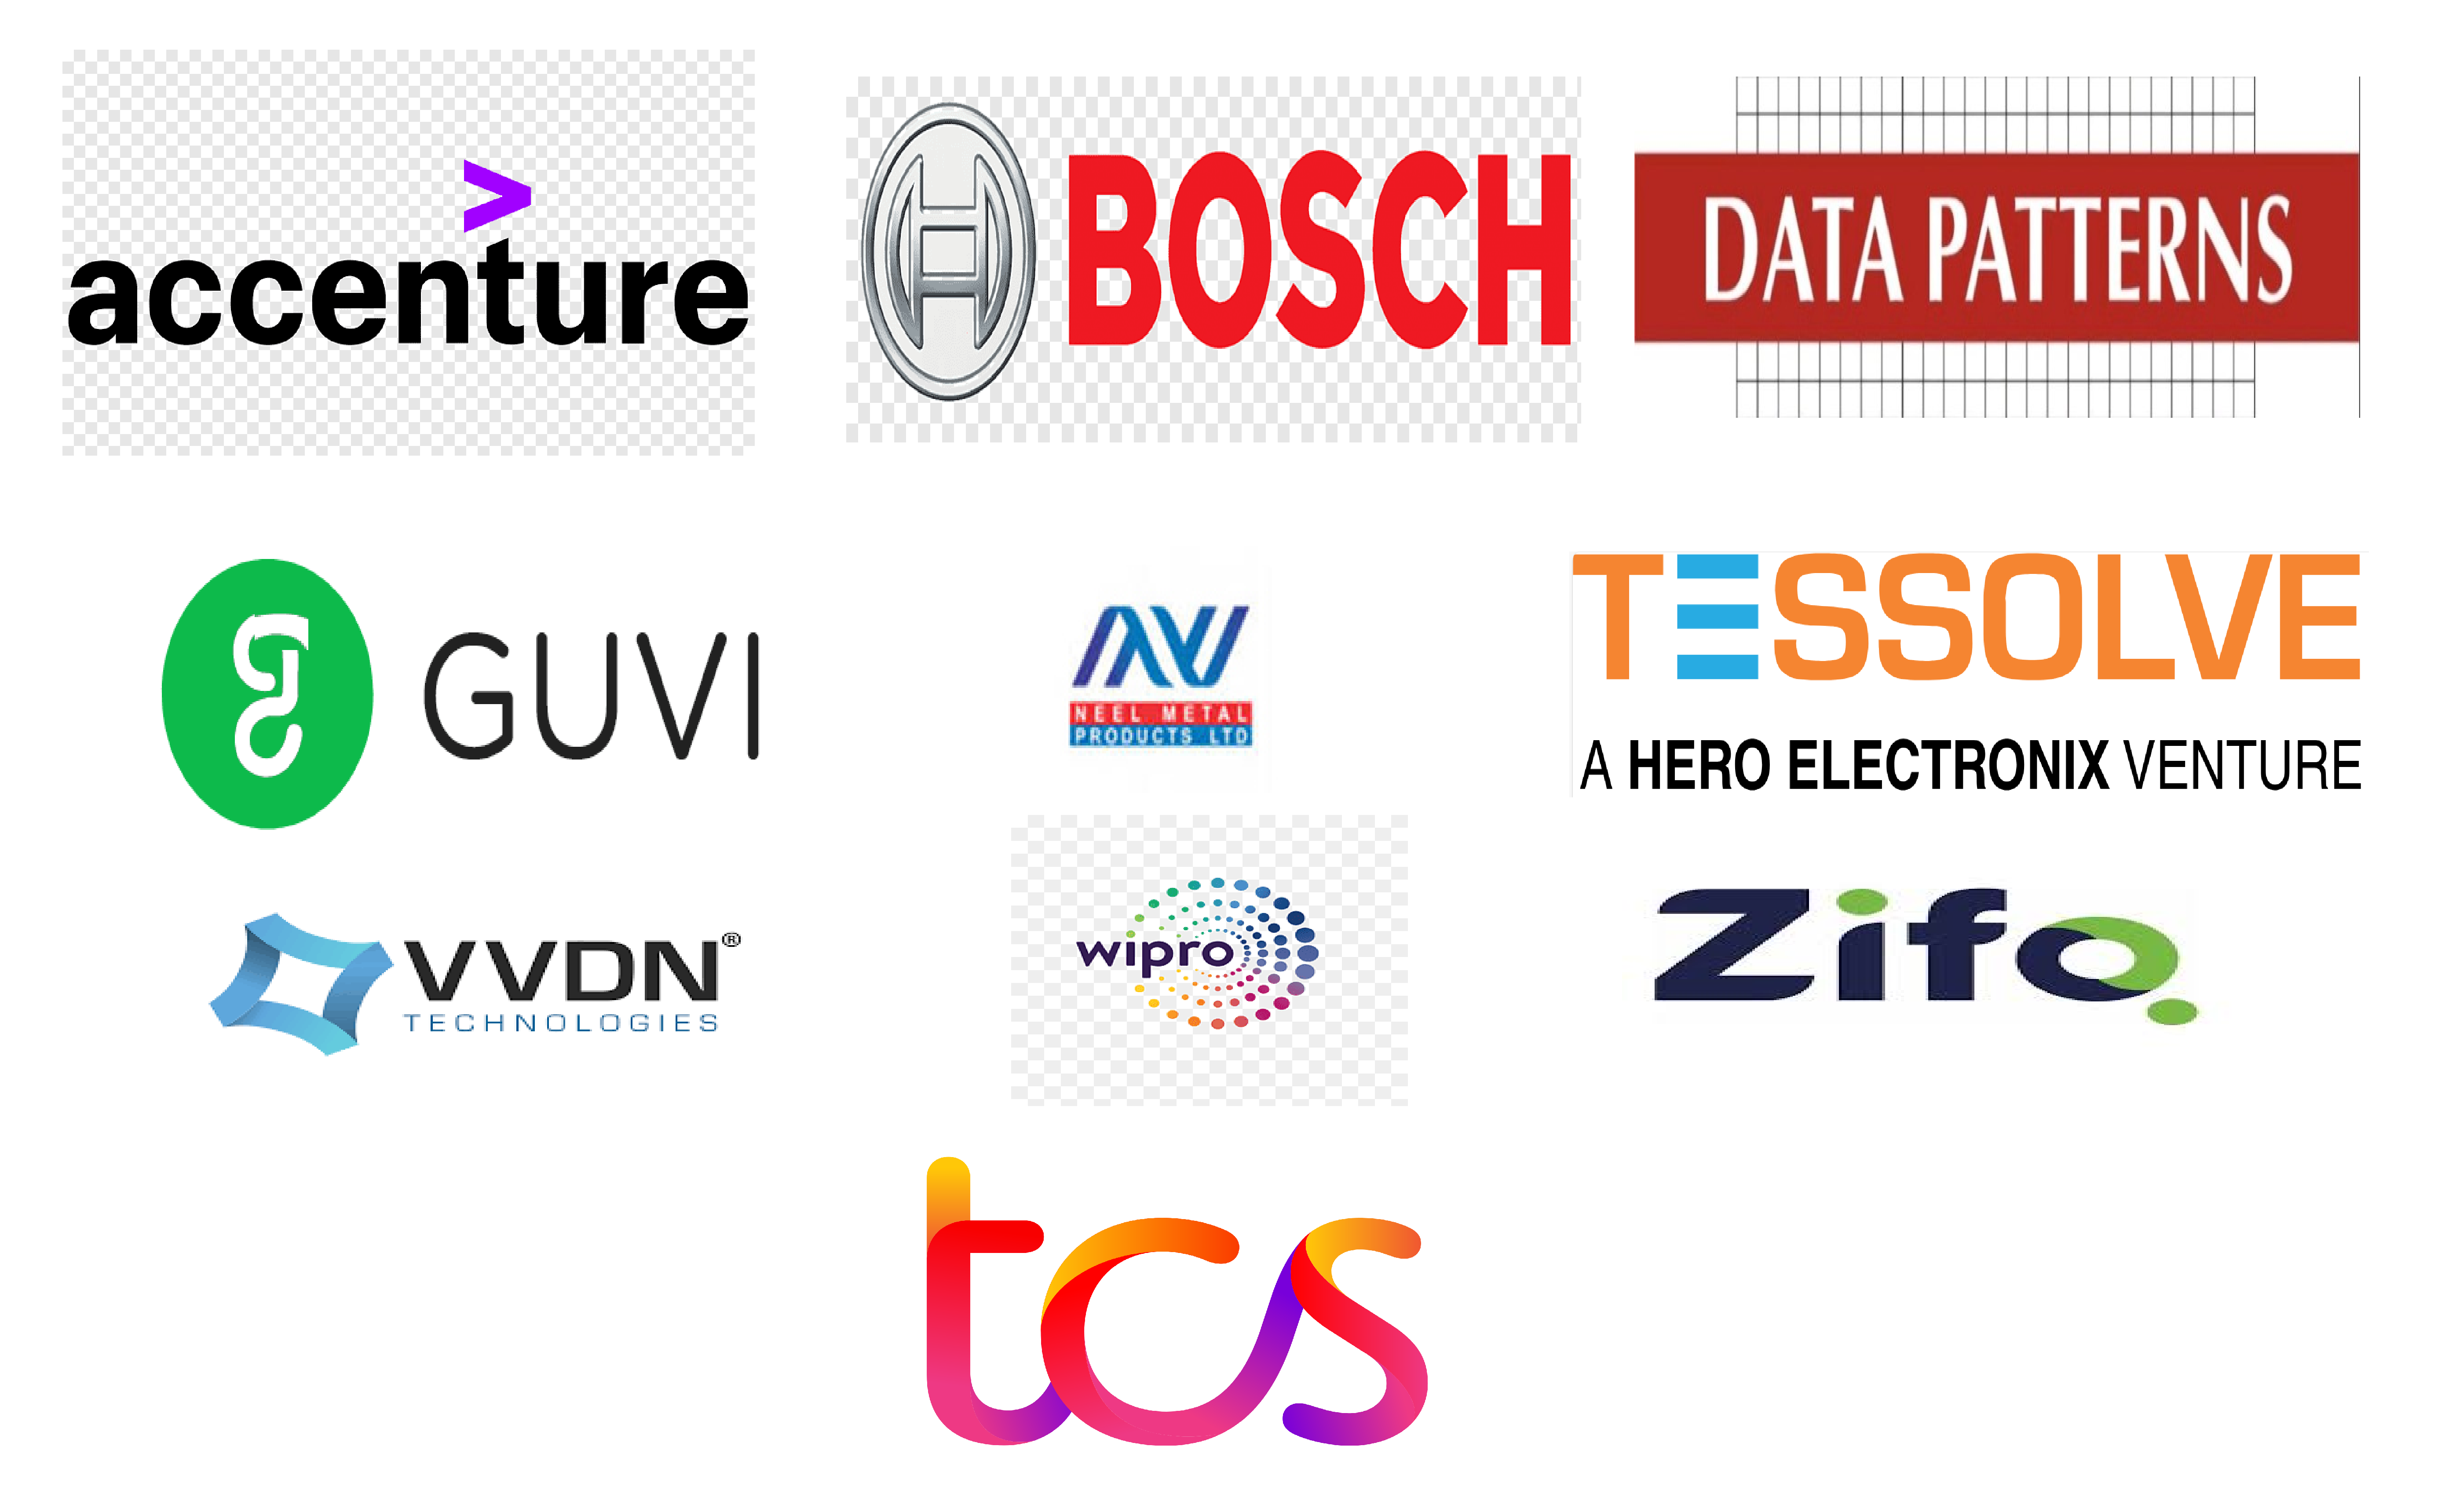 >
accenture
BOSCH
DATA PATTERNS
g GUVI
NEEL METAL
PRODUCTS LTD
TESSOLVE
A HERO ELECTRONIX VENTURE
VVDN®
TECHNOLOGIES
wipro
Zifo
tcs